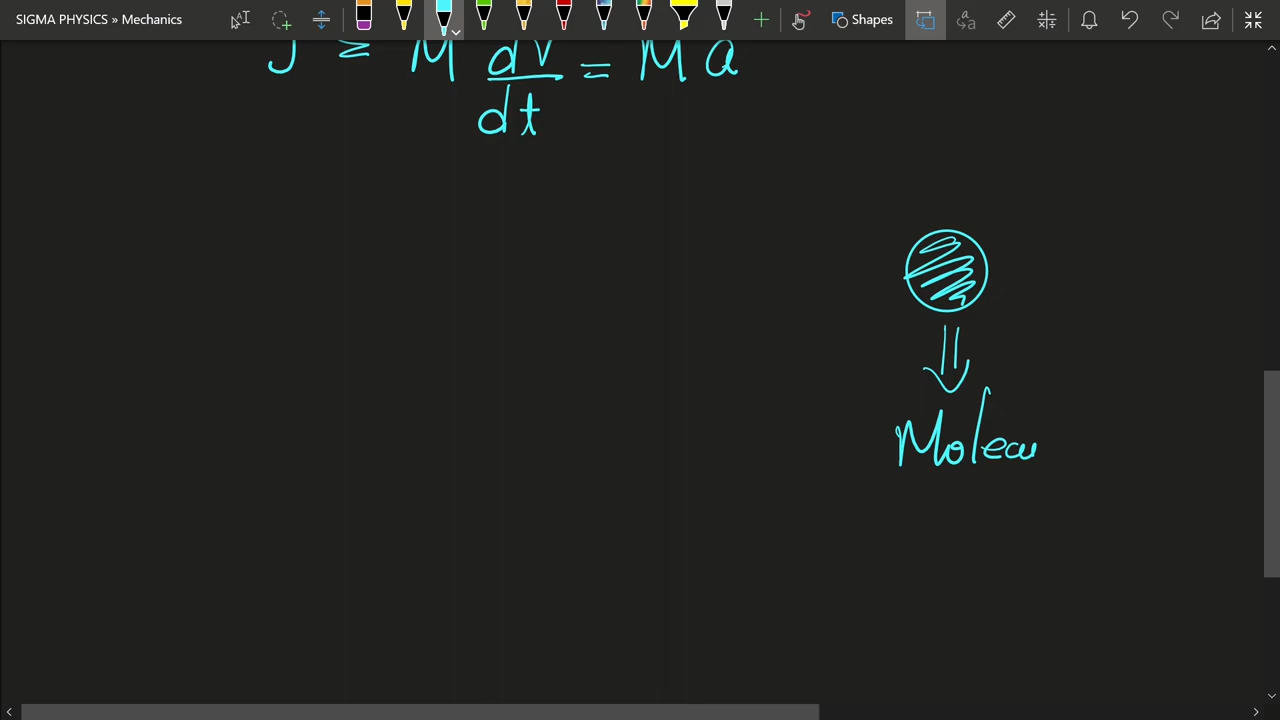 SIGMA PHYSICS » Mechanics
Shapes
= M dv/dt = Ma
Molecu